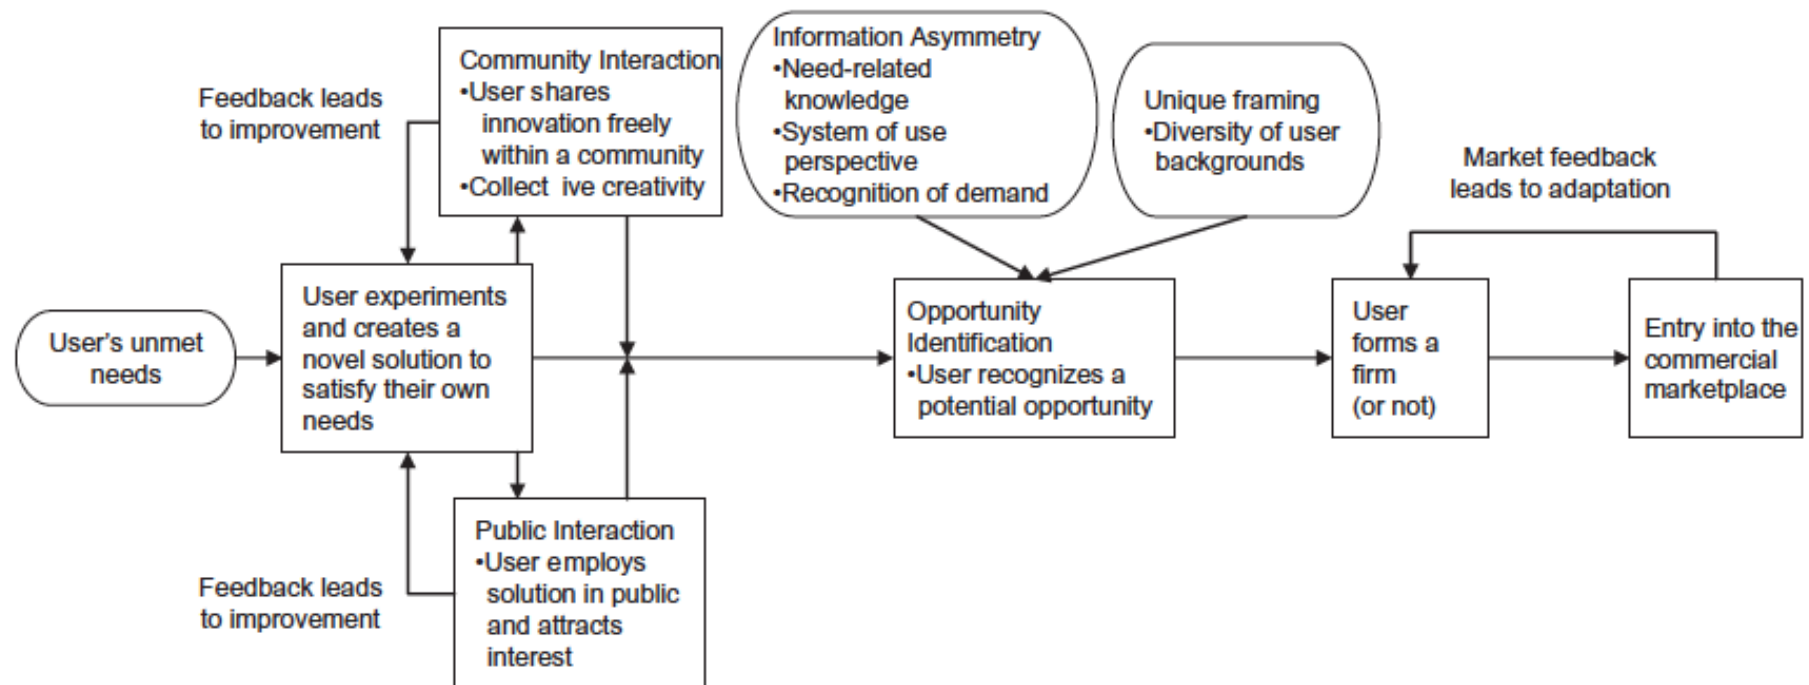 User's unmet
needs
Feedback leads
to improvement
Community Interaction
•User shares
innovation freely
within a community
•Collect ive creativity
User experiments
and creates a
novel solution to
satisfy their own
needs
Feedback leads
to improvement
Public Interaction
•User employs
solution in public
and attracts
interest
Information Asymmetry
•Need-related
knowledge
•System of use
perspective
•Recognition of demand
Unique framing
•Diversity of user
backgrounds
Opportunity
Identification
•User recognizes a
potential opportunity
Market feedback
leads to adaptation
User
forms a
firm
(or not)
Entry into the
commercial
marketplace